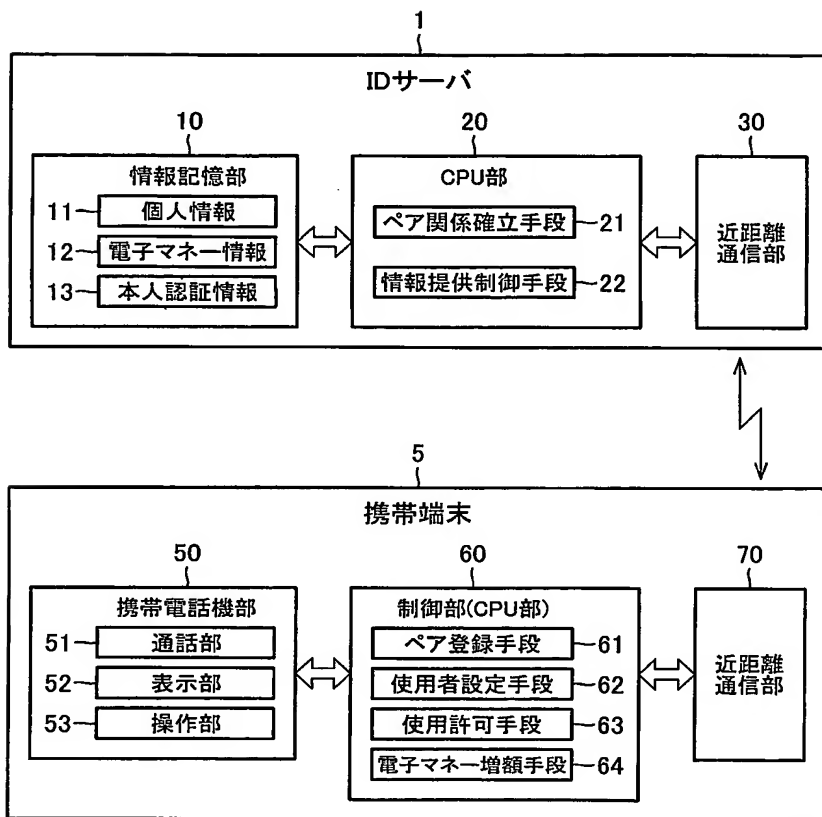 1
IDサーバ
10
20
30
情報記憶部
11
個人情報
12
電子マネー情報
13
本人認証情報
CPU部
ペア関係確立手段
21
情報提供制御手段
22
近距離
通信部
5
携帯端末
50
60
70
携帯電話機部
51
通話部
52
表示部
53
操作部
制御部(CPU部)
ペア登録手段
61
使用者設定手段
62
使用許可手段
63
電子マネー増額手段
64
近距離
通信部